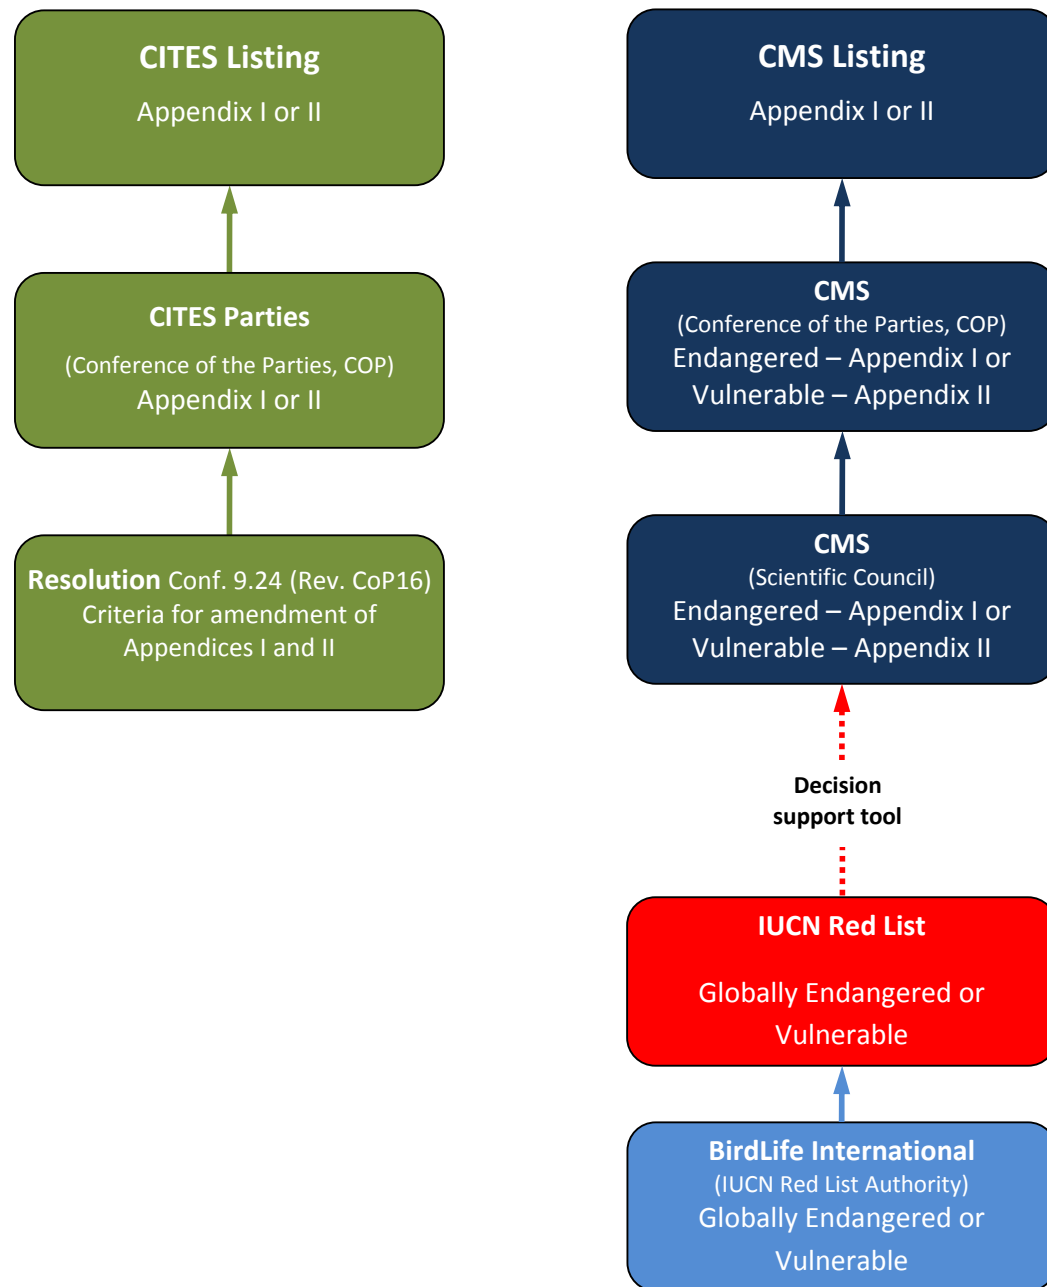 CITES Listing
Appendix I or II
CITES Parties
(Conference of the Parties, COP)
Appendix I or II
Resolution Conf. 9.24 (Rev. CoP16)
Criteria for amendment of
Appendices I and II
CMS Listing
Appendix I or II
CMS
(Conference of the Parties, COP)
Endangered – Appendix I or
Vulnerable – Appendix II
CMS
(Scientific Council)
Endangered – Appendix I or
Vulnerable – Appendix II
Decision
support tool
IUCN Red List
Globally Endangered or
Vulnerable
BirdLife International
(IUCN Red List Authority)
Globally Endangered or
Vulnerable